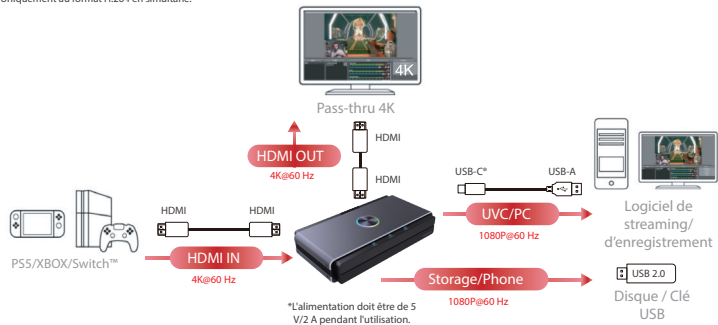 Uniquement au format H.264 en simultané.
4K
Pass-thru 4K
HDMI
HDMI OUT
4K@60 Hz
HDMI
USB-C*
USB-A
HDMI
HDMI
UVC/PC
1080P@60 Hz
Logiciel de
streaming/
d'enregistrement
PS5/XBOX/Switch™
HDMI IN
4K@60 Hz
Storage/Phone
1080P@60 Hz
USB 2.0
Disque / Clé
USB
*L'alimentation doit être de 5
V/2 A pendant l'utilisation.